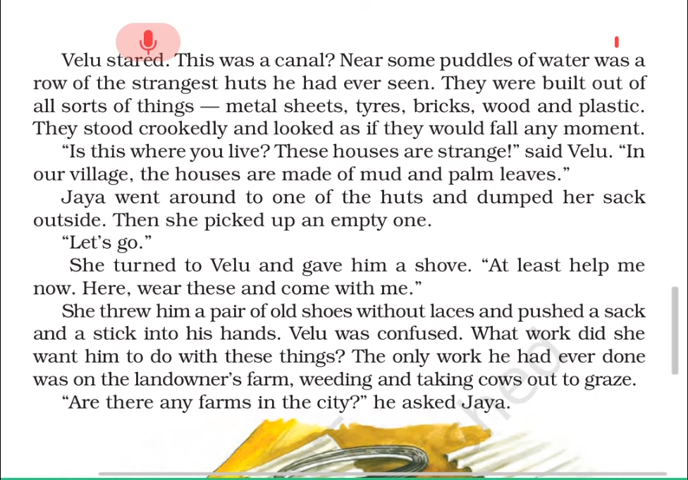 Velu stared. This was a canal? Near some puddles of water was a
row of the strangest huts he had ever seen. They were built out of
all sorts of things — metal sheets, tyres, bricks, wood and plastic.
They stood crookedly and looked as if they would fall any moment.
“Is this where you live? These houses are strange!” said Velu. “In
our village, the houses are made of mud and palm leaves.”
Jaya went around to one of the huts and dumped her sack
outside. Then she picked up an empty one.
“Let’s go.”
She turned to Velu and gave him a shove. “At least help me
now. Here, wear these and come with me.”
She threw him a pair of old shoes without laces and pushed a sack
and a stick into his hands. Velu was confused. What work did she
want him to do with these things? The only work he had ever done
was on the landowner’s farm, weeding and taking cows out to graze.
“Are there any farms in the city?” he asked Jaya.